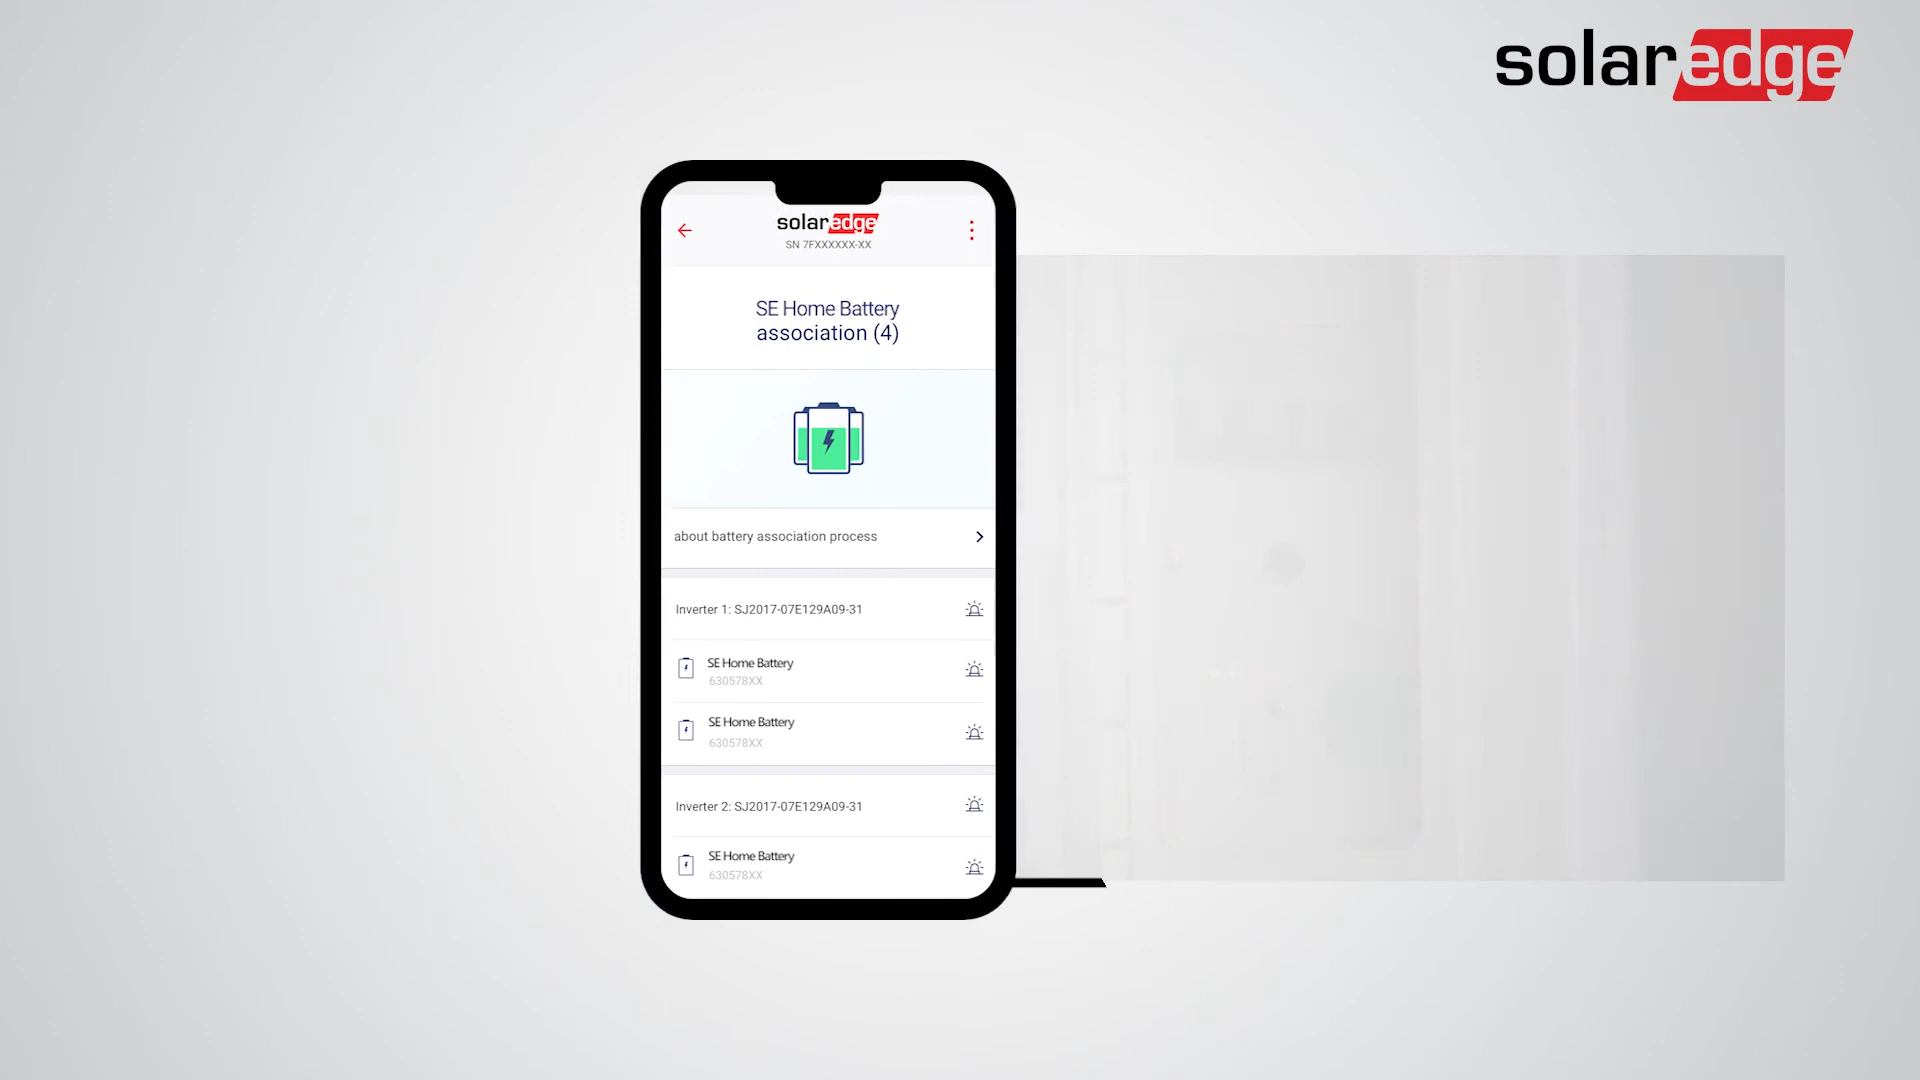 solaredge
solaredge
SN 7FXXXXXX-XX
SE Home Battery
association (4)
about battery association process
Inverter 1: SJ2017-07E129A09-31
SE Home Battery
630578XX
SE Home Battery
630578XX
Inverter 2: SJ2017-07E129A09-31
SE Home Battery
630578XX